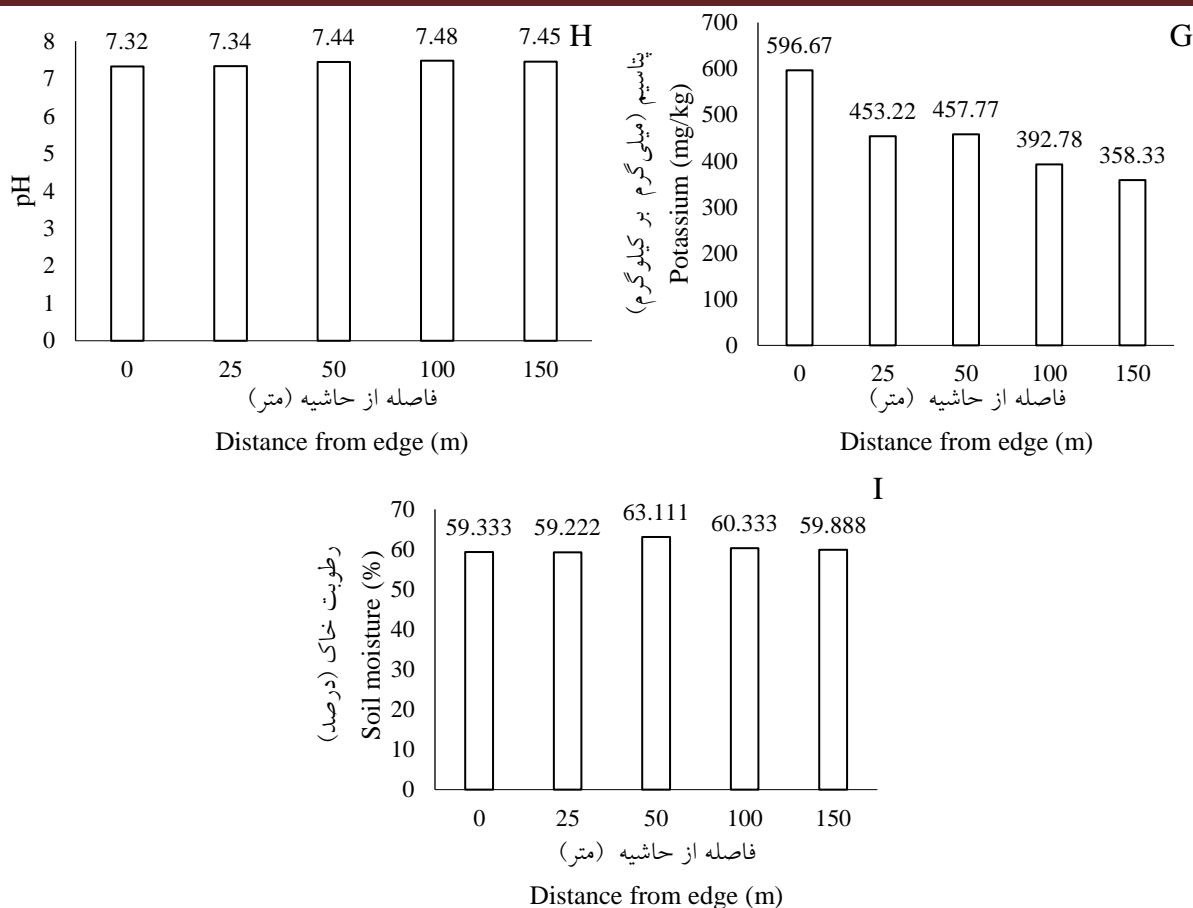 H
7.32 7.34 7.44 7.48 7.45
8
7
6
5
4
3
2
1
0
pH
0 25 50 100 150
فاصله از حاشیه (متر)
Distance from edge (m)
G
596.67 453.22 457.77 392.78 358.33
700
600
500
400
300
200
100
0
پتاسیم (میلی‌گرم بر کیلوگرم)
Potassium (mg/kg)
0 25 50 100 150
فاصله از حاشیه (متر)
Distance from edge (m)
I
59.333 59.222 63.111 60.333 59.888
70
60
50
40
30
20
10
0
رطوبت خاک (درصد)
Soil moisture (%)
0 25 50 100 150
فاصله از حاشیه (متر)
Distance from edge (m)